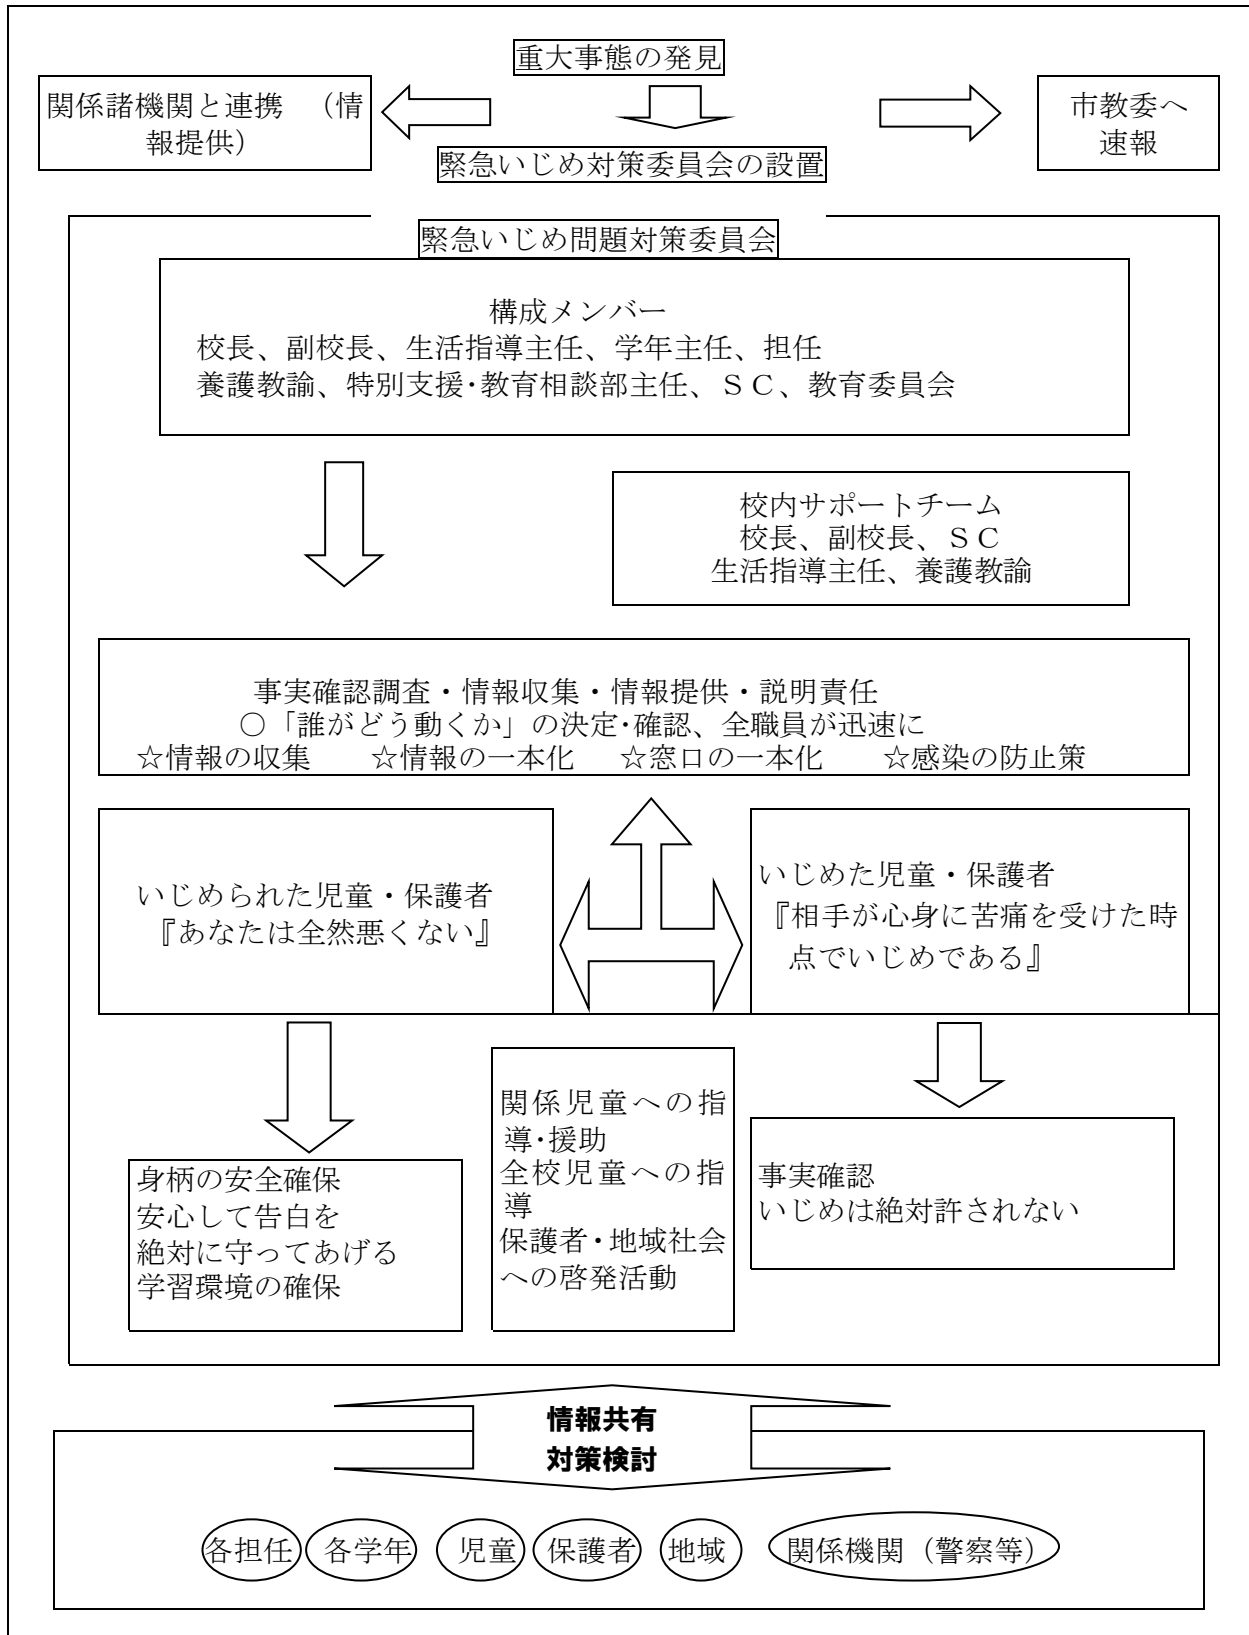 重大事態の発見
関係諸機関と連携　（情
報提供）
市教委へ
速報
緊急いじめ対策委員会の設置
緊急いじめ問題対策委員会
構成メンバー
校長、副校長、生活指導主任、学年主任、担任
養護教諭、特別支援・教育相談部主任、ＳＣ、教育委員会
校内サポートチーム
校長、副校長、ＳＣ
生活指導主任、養護教諭
事実確認調査・情報収集・情報提供・説明責任
○「誰がどう動くか」の決定・確認、全職員が迅速に
☆情報の収集　　☆情報の一本化　　☆窓口の一本化　　☆感染の防止策
いじめられた児童・保護者
『あなたは全然悪くない』
いじめた児童・保護者
『相手が心身に苦痛を受けた時
点でいじめである』
身柄の安全確保
安心して告白を
絶対に守ってあげる
学習環境の確保
関係児童への指
導・援助
全校児童への指
導
保護者・地域社会
への啓発活動
事実確認
いじめは絶対許されない
情報共有
対策検討
各担任　各学年　児童　保護者　地域　関係機関（警察等）